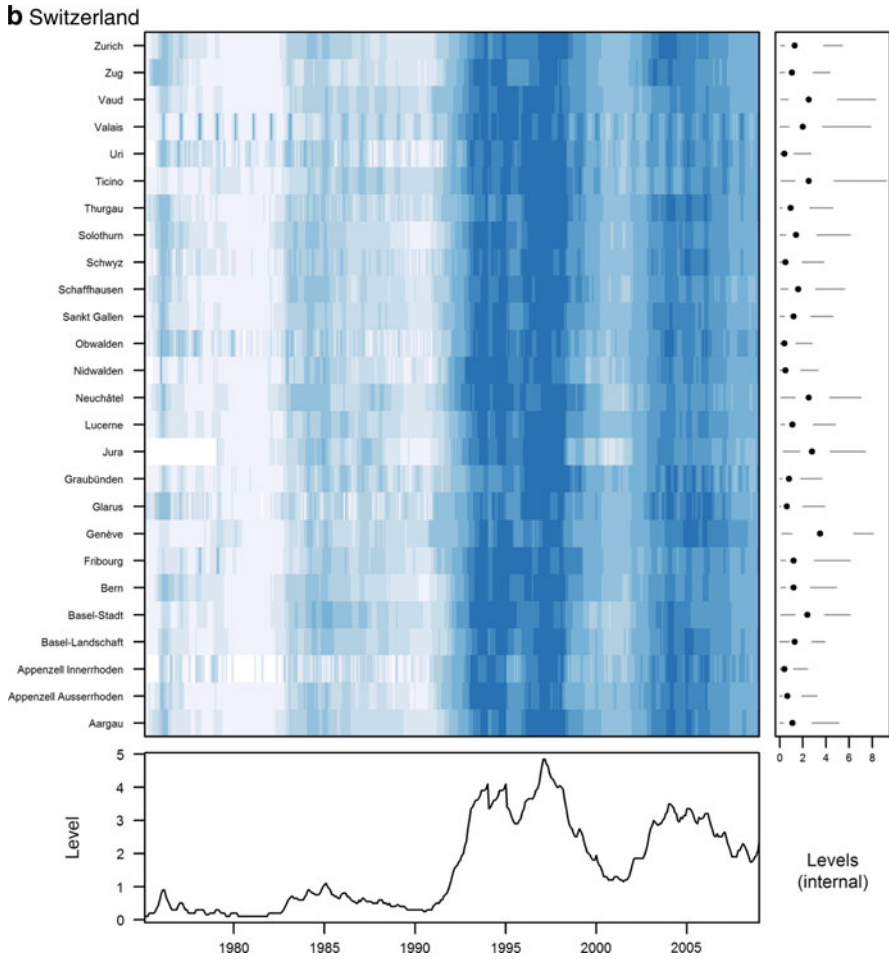 b Switzerland
Zurich
Zug
Vaud
Valais
Uri
Ticino
Thurgau
Solothurn
Schwyz
Schaffhausen
Sankt Gallen
Obwalden
Nidwalden
Neuchâtel
Lucerne
Jura
Graubünden
Glarus
Genève
Fribourg
Bern
Basel-Stadt
Basel-Landschaft
Appenzell Innerrhoden
Appenzell Ausserrhoden
Aargau
0 2 4 6 8
5
4
3
2
1
0
Level
Levels
(internal)
1980 1985 1990 1995 2000 2005